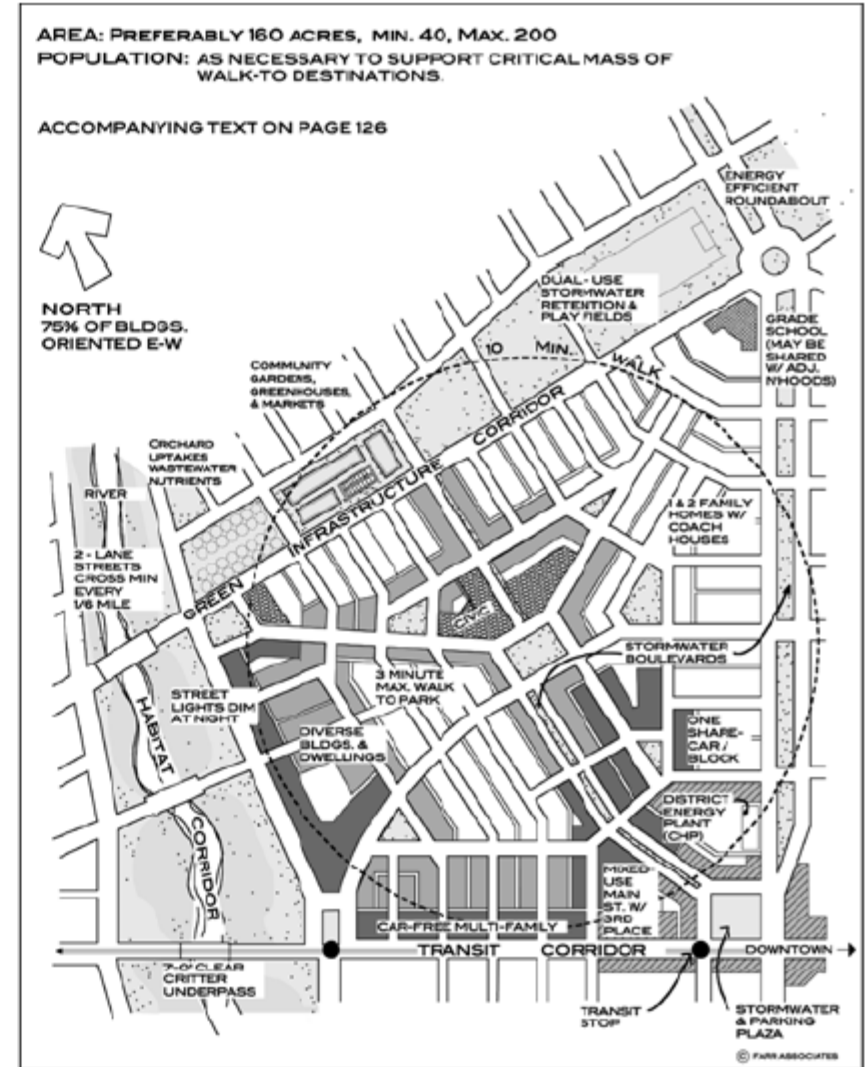 AREA: PREFERABLY 160 ACRES, MIN. 40, MAX. 200
POPULATION: AS NECESSARY TO SUPPORT CRITICAL MASS OF
WALK-TO DESTINATIONS.
ACCOMPANYING TEXT ON PAGE 126
ENERGY
EFFICIENT
ROUNDABOUT
NORTH
75% OF BLDGS.
ORIENTED E-W
DUAL-USE
STORMWATER
RETENTION &
PLAY FIELDS
GRADE
SCHOOL
(MAY BE
SHARED
W/ ADJ.
N'HOODS)
10 MIN. WALK
COMMUNITY
GARDENS,
GREENHOUSES,
& MARKETS
ORCHARD
UPTAKES
WASTEWATER
NUTRIENTS
RIVER
GREEN INFRASTRUCTURE CORRIDOR
1 & 2 FAMILY
HOMES W/
COACH
HOUSES
2-LANE
STREETS
CROSS MIN
EVERY
1/6 MILE
CIVIC
STORMWATER
BOULEVARDS
3 MINUTE
MAX. WALK
TO PARK
STREET
LIGHTS DIM
AT NIGHT
HABITAT CORRIDOR
DIVERSE
BLDGS. &
DWELLINGS
ONE
SHARE-
CAR /
BLOCK
DISTRICT
ENERGY
PLANT
(CHP)
MIXED-
USE
MAIN
ST. W/
3RD
PLACE
CAR-FREE MULTI-FAMILY
TRANSIT CORRIDOR
DOWNTOWN
CLEAR
CRITTER
UNDERPASS
TRANSIT
STOP
STORMWATER
& PARKING
PLAZA
© FARR ASSOCIATES